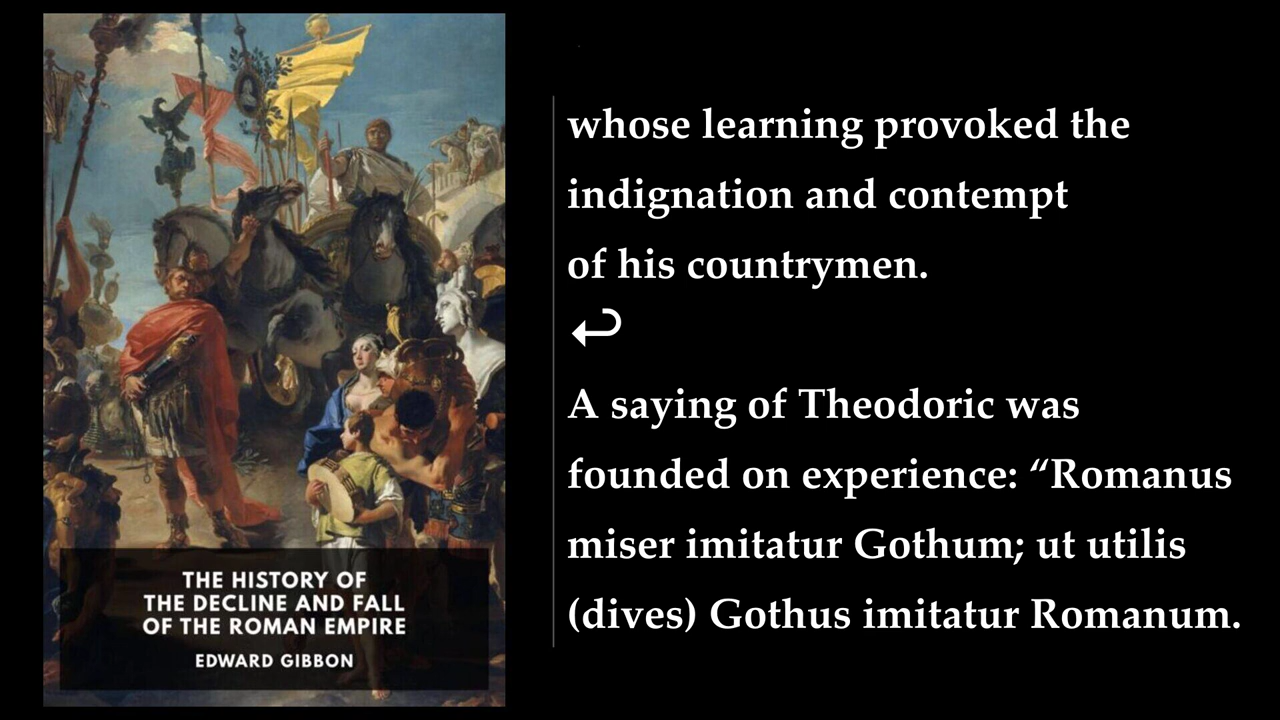 THE HISTORY OF
THE DECLINE AND FALL
OF THE ROMAN EMPIRE
EDWARD GIBBON
whose learning provoked the
indignation and contempt
of his countrymen.
↩
A saying of Theodoric was
founded on experience: “Romanus
miser imitatur Gothum; ut utilis
(dives) Gothus imitatur Romanum.